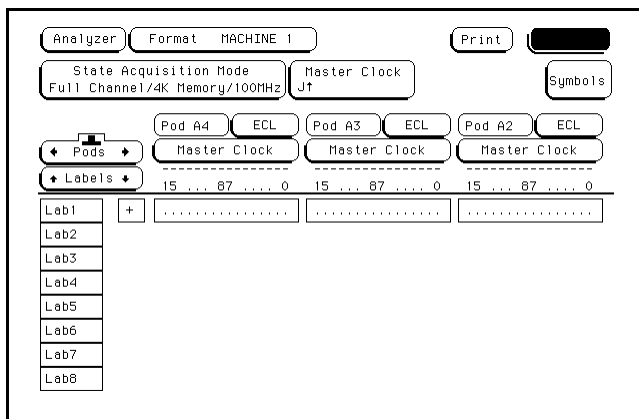 Analyzer Format MACHINE 1 Print
State Acquisition Mode
Full Channel/4K Memory/100MHz
Master Clock
J↑
Symbols
Pod A4 ECL Pod A3 ECL Pod A2 ECL
← Pods → Master Clock Master Clock Master Clock
↑ Labels ↓
15 ... 87 .... 0 15 ... 87 .... 0 15 ... 87 .... 0
Lab1 + ................ ................ ................
Lab2
Lab3
Lab4
Lab5
Lab6
Lab7
Lab8